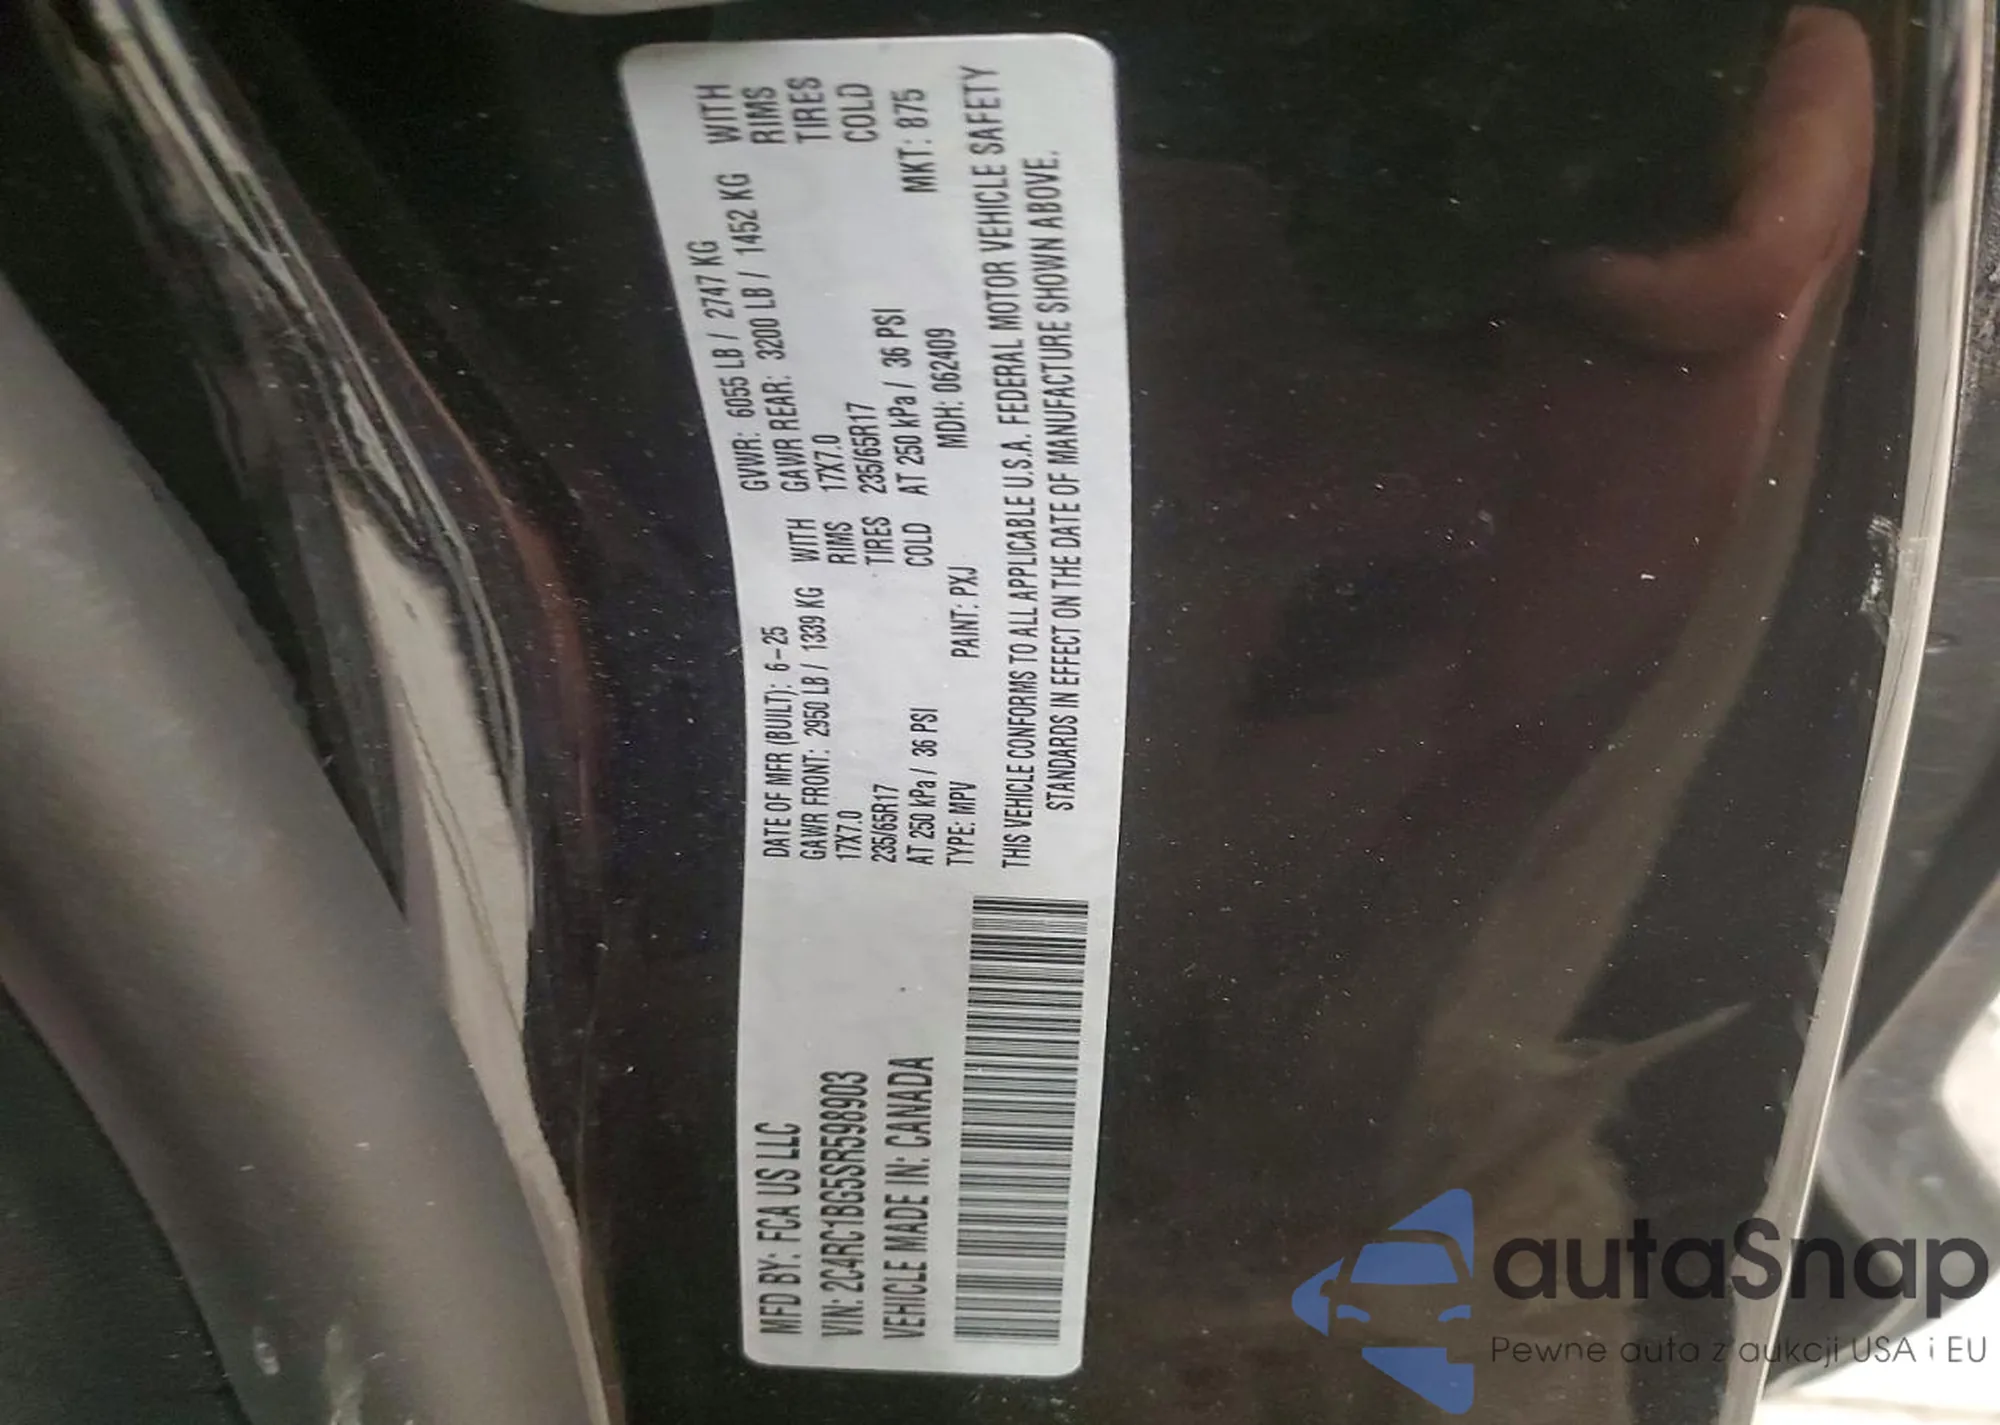 MFD BY: FCA US LLC
VIN: 2C4RC1BG5SR598903
VEHICLE MADE IN: CANADA
DATE OF MFR (BUILT): 6-25 GVWR: 6055 LB / 2747 KG
GAWR FRONT: 2950 LB / 1339 KG WITH GAWR REAR: 3200 LB / 1452 KG WITH
17X7.0 RIMS 17X7.0 RIMS
235/65R17 TIRES 235/65R17 TIRES
AT 250 kPa / 36 PSI COLD AT 250 kPa / 36 PSI COLD
TYPE: MPV PAINT: PXJ MDH: 062409 MKT: 875
THIS VEHICLE CONFORMS TO ALL APPLICABLE U.S.A. FEDERAL MOTOR VEHICLE SAFETY
STANDARDS IN EFFECT ON THE DATE OF MANUFACTURE SHOWN ABOVE.
autaSnap
Pewne auta z aukcji USA i EU